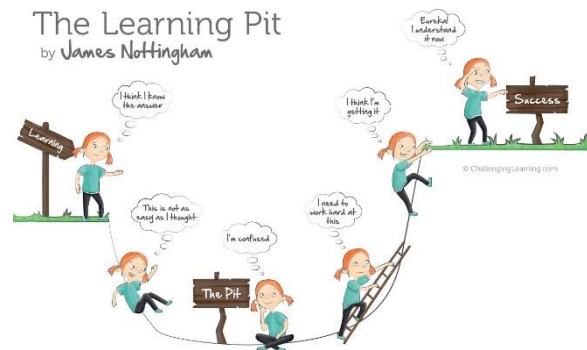 The Learning Pit
by James Nottingham
Learning
I think I know
the answer
This is not as
easy as I thought
The Pit
I'm confused
I need to
work hard at
this
I think I'm
getting it
Eureka!
I understand
it now
Success
© ChallengingLearning.com